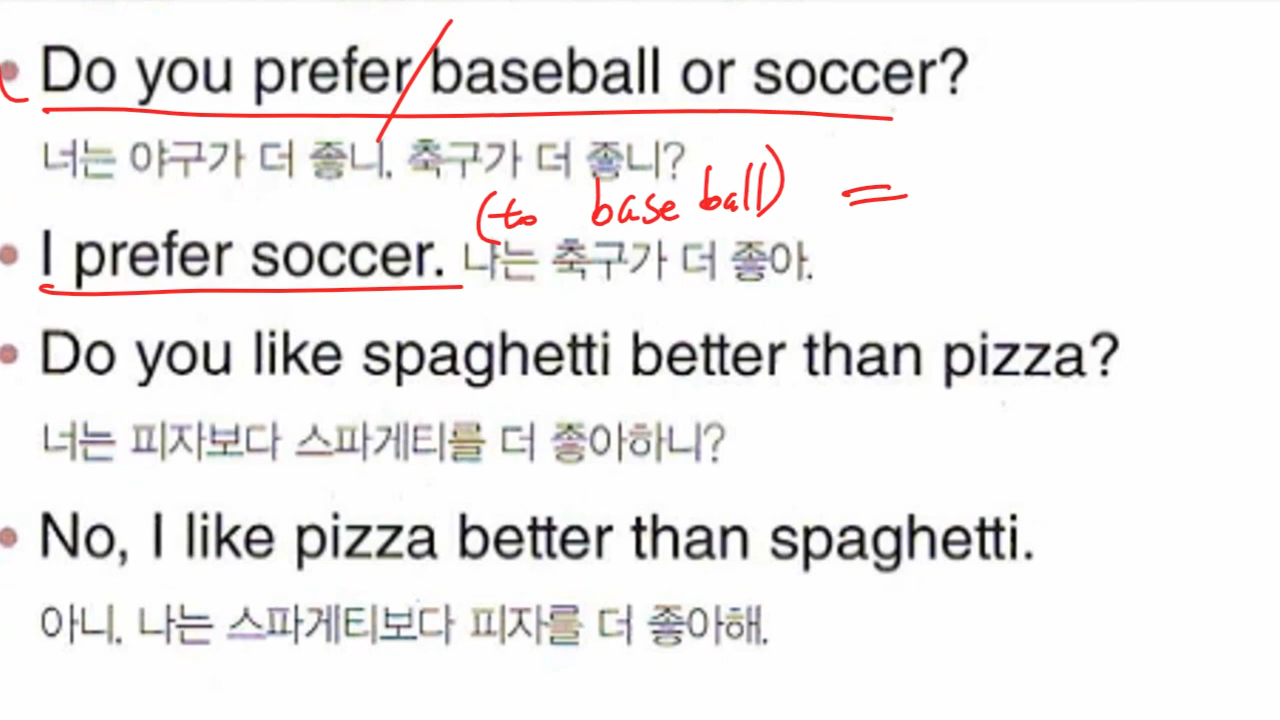 Do you prefer baseball or soccer?
너는 야구가 더 좋니, 축구가 더 좋니?
(to base ball) =
I prefer soccer. 나는 축구가 더 좋아.
Do you like spaghetti better than pizza?
너는 피자보다 스파게티를 더 좋아하니?
No, I like pizza better than spaghetti.
아니, 나는 스파게티보다 피자를 더 좋아해.